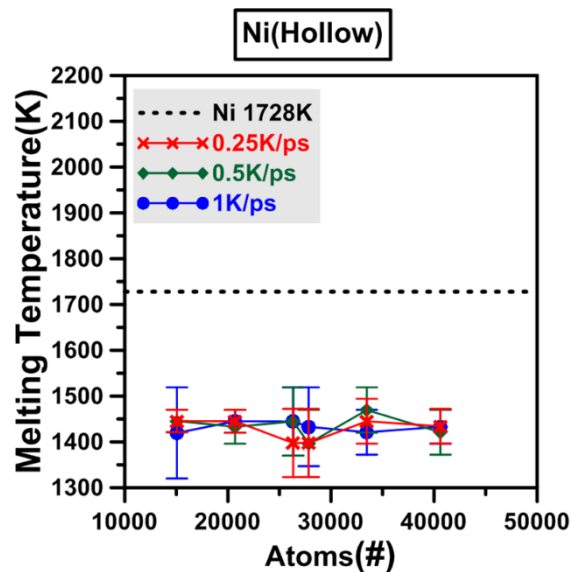 Ni(Hollow)
Melting Temperature(K)
2200
2100
2000
1900
1800
1700
1600
1500
1400
1300
Ni 1728K
0.25K/ps
0.5K/ps
1K/ps
10000 20000 30000 40000 50000
Atoms(#)